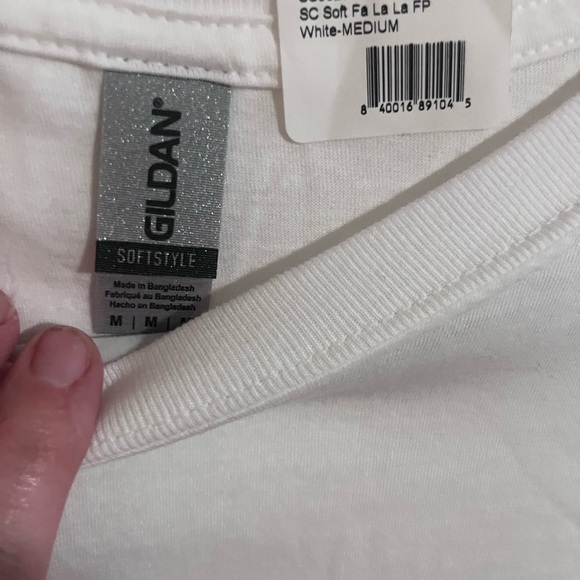 SC Soft Fa La La FP
White-MEDIUM
8 40016 89104 5
GILDAN®
SOFTSTYLE
Made in Bangladesh
Fabriqué au Bangladesh
Hecho en Bangladesh
M | M |